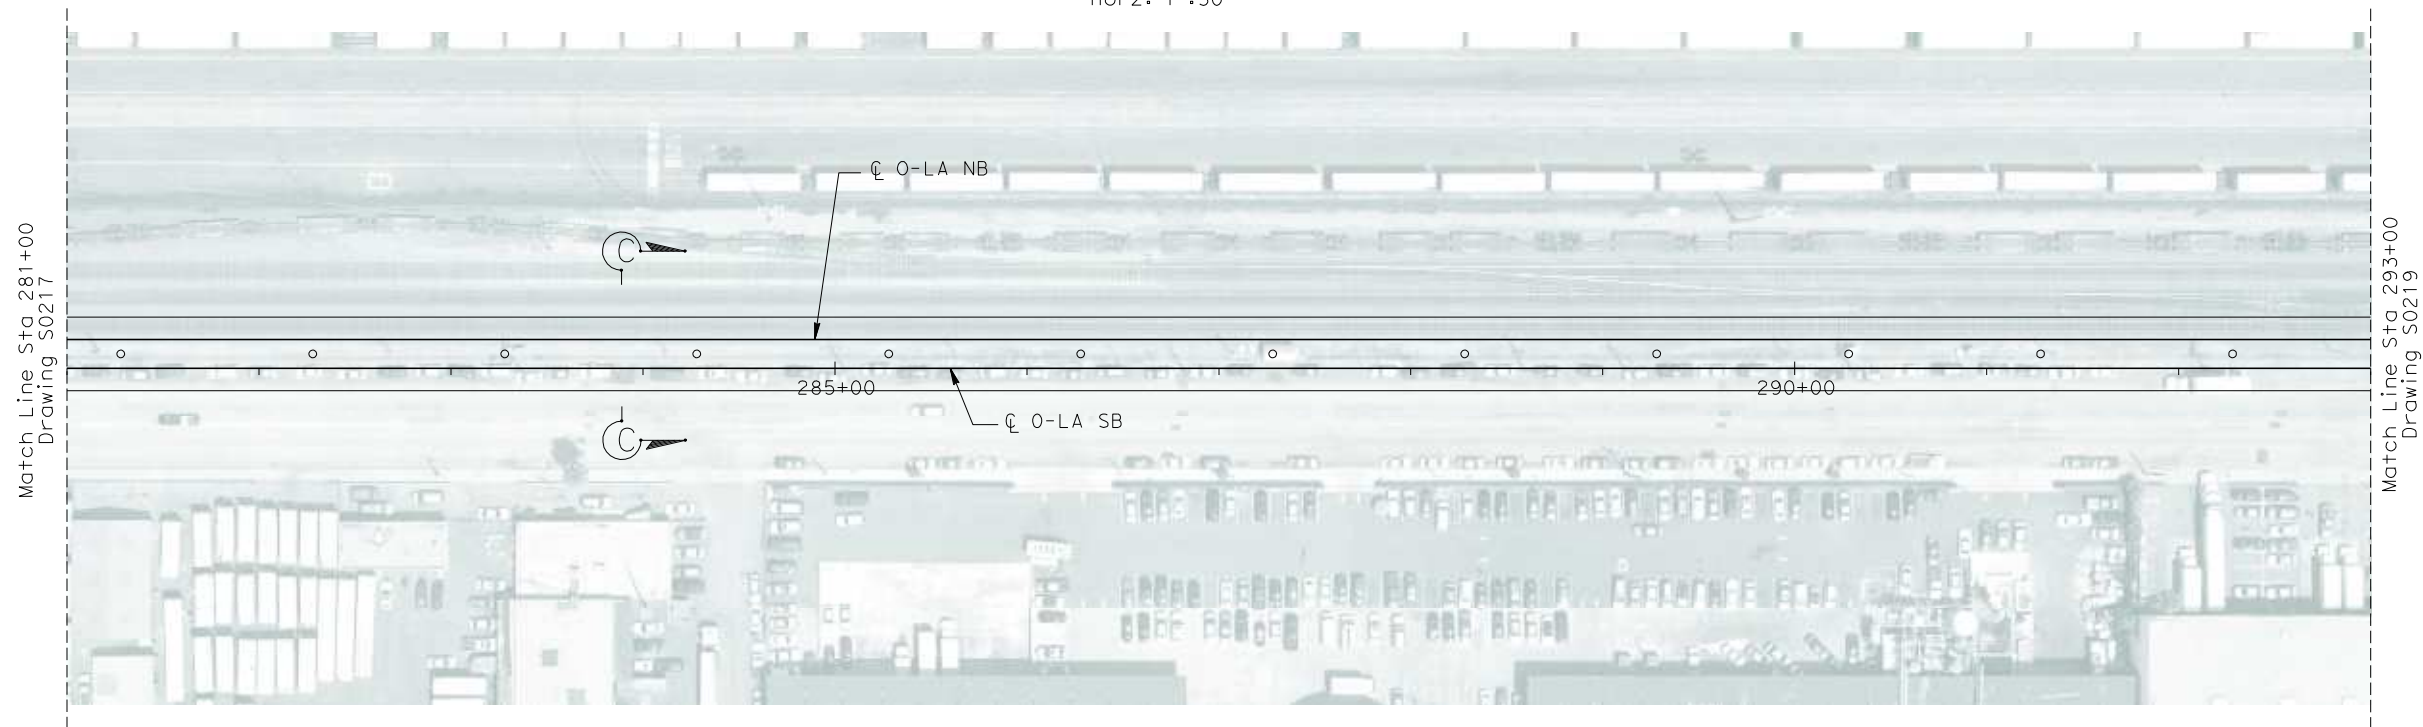 Horz: 1":50'
℄ O-LA NB
C
Match Line Sta 281+00
Drawing S0217
285+00
290+00
℄ O-LA SB
C
Match Line Sta 293+00
Drawing S0219